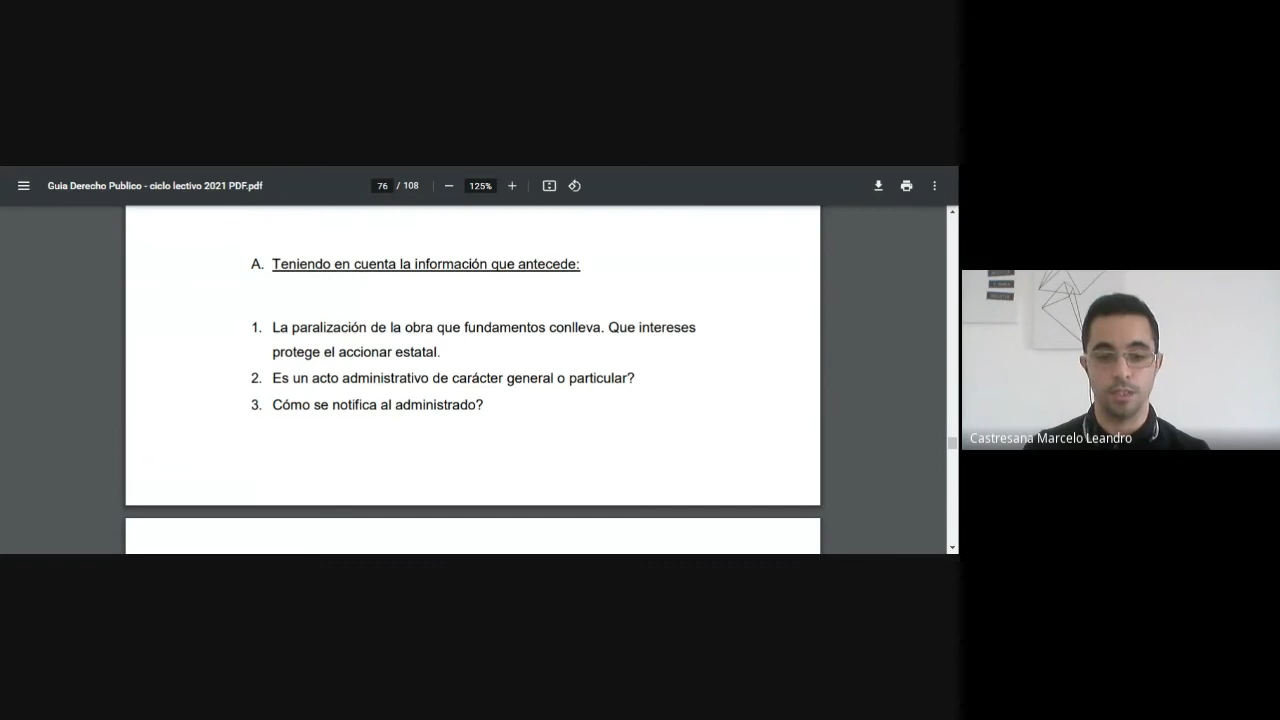 Guia Derecho Publico - ciclo lectivo 2021 PDF.pdf
76 / 108
125%
A. Teniendo en cuenta la información que antecede:
1. La paralización de la obra que fundamentos conlleva. Que intereses
protege el accionar estatal.
2. Es un acto administrativo de carácter general o particular?
3. Cómo se notifica al administrado?
Castresana Marcelo Leandro